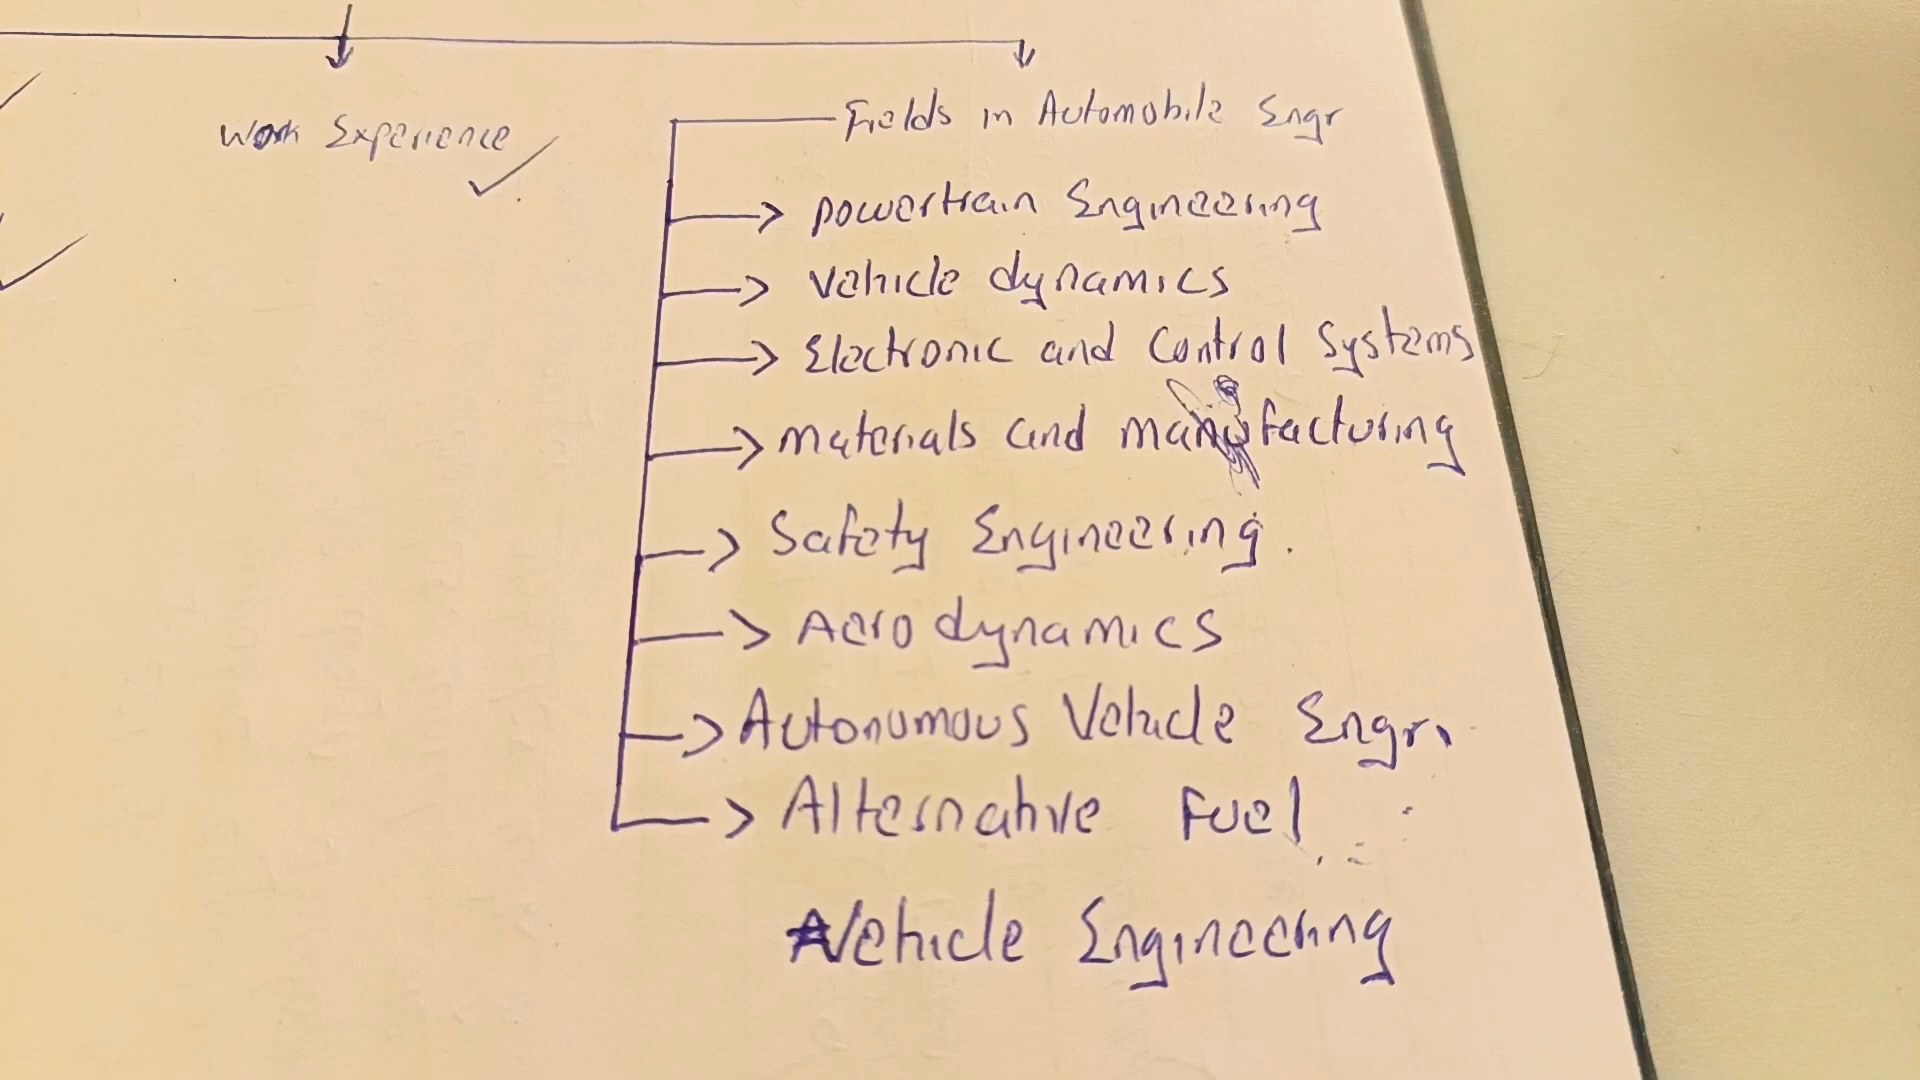 Work Experience
Fields in Automobile Engr
powertrain Engineering
Vehicle dynamics
Electronic and Control Systems
materials and manufacturing
Safety Engineering.
Aerodynamics
Autonomous Vehicle Engr.
Alternative Fuel
Vehicle Engineering